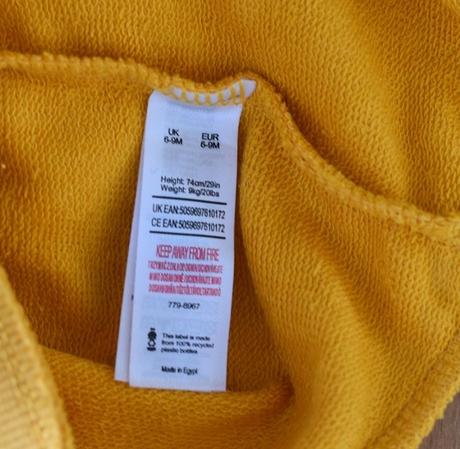 UK EUR
6-9M 6-9M
Height: 74cm/29in
Weight: 9kg/20lbs
UK EAN:5059697610172
CE EAN:5059697610172
KEEP AWAY FROM FIRE
779-8967
This label is made
from 100% recycled
plastic bottles
Made in Egypt